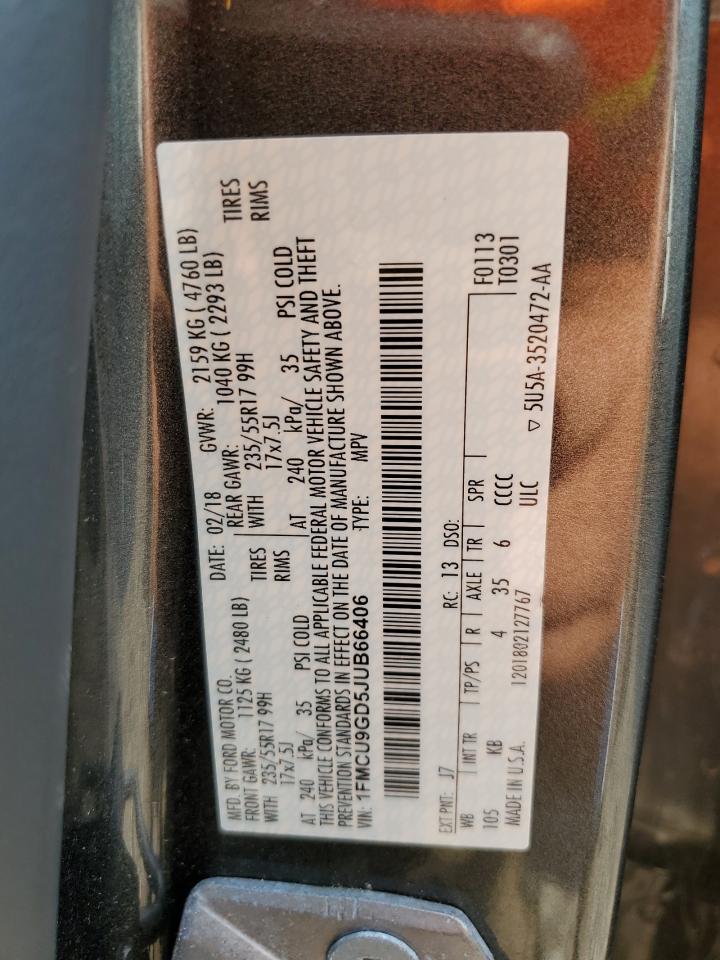 MFD. BY FORD MOTOR CO.
DATE: 02/18 GVWR: 2159 KG ( 4760 LB)
FRONT GAWR: 1125 KG ( 2480 LB) REAR GAWR: 1040 KG ( 2293 LB)
WITH 235/55R17 99H TIRES WITH 235/55R17 99H TIRES
17x7.5J RIMS 17x7.5J RIMS
AT 240 kPa/ 35 PSI COLD AT 240 kPa/ 35 PSI COLD
THIS VEHICLE CONFORMS TO ALL APPLICABLE FEDERAL MOTOR VEHICLE SAFETY AND THEFT
PREVENTION STANDARDS IN EFFECT ON THE DATE OF MANUFACTURE SHOWN ABOVE.
VIN: 1FMCU9GD5JUB66406 TYPE: MPV
F0113
T0301
EXT PNT: J7 RC: 13 DSO:
WB INT TR TP/PS R AXLE TR SPR
105 KB 4 35 6 CCCC
MADE IN U.S.A. 1201802127767 ULC
▽ 5U5A-3520472-AA